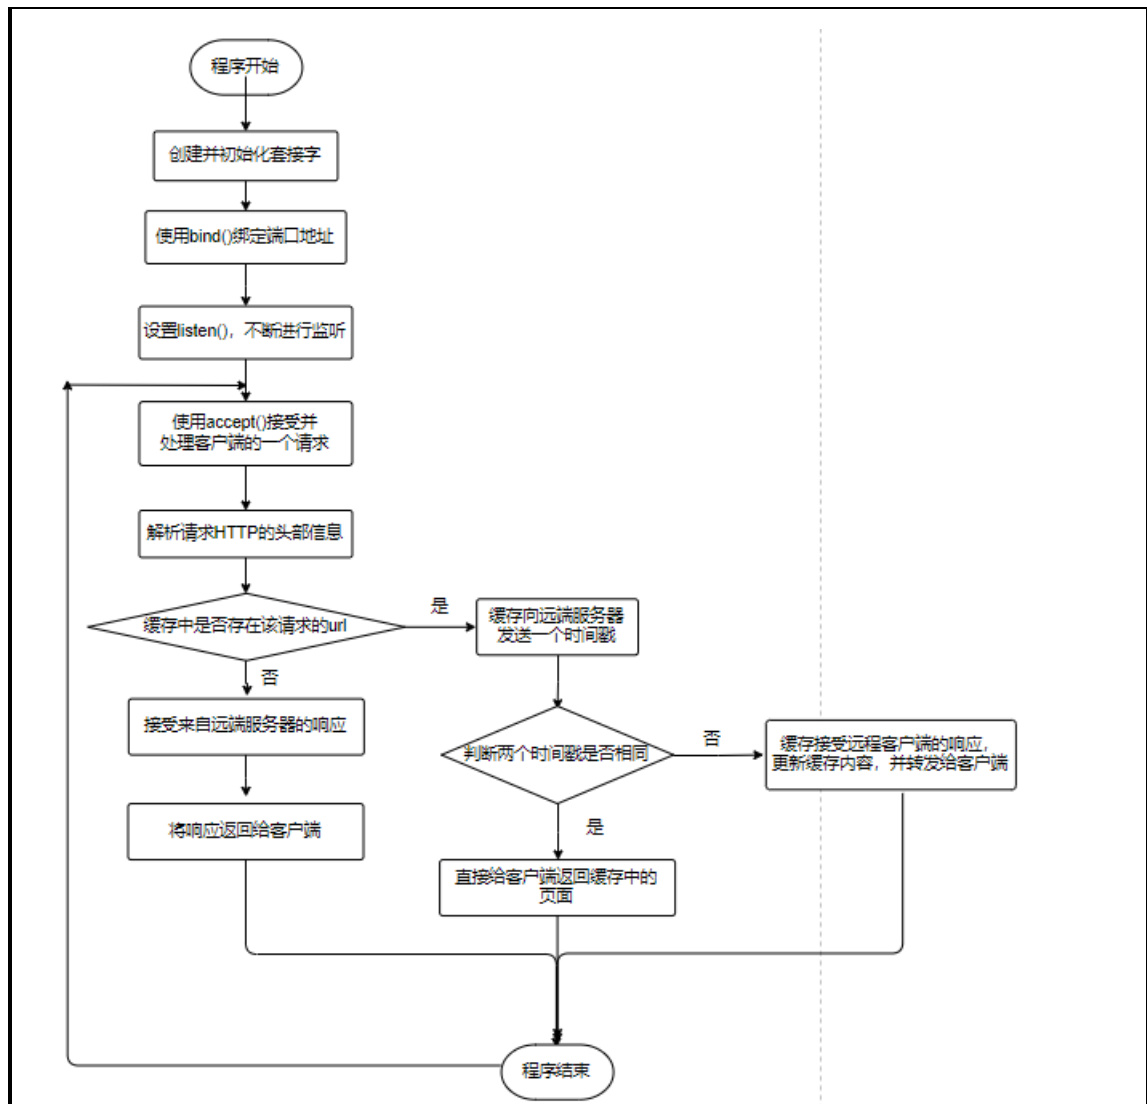 程序开始
创建并初始化套接字
使用bind()绑定端口地址
设置listen()，不断进行监听
使用accept()接受并
处理客户端的一个请求
解析请求HTTP的头部信息
缓存中是否存在该请求的url
是
缓存向远端服务器
发送一个时间戳
否
接受来自远端服务器的响应
判断两个时间戳是否相同
否
缓存接受远程客户端的响应，
更新缓存内容，并转发给客户端
将响应返回给客户端
是
直接给客户端返回缓存中的
页面
程序结束